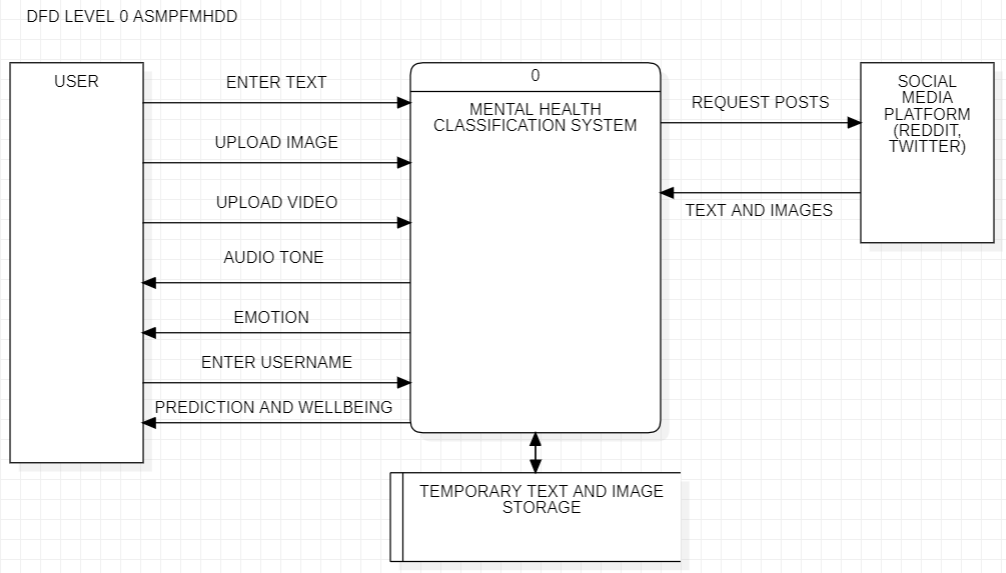 DFD LEVEL 0 ASMPFMHDD
USER
ENTER TEXT
UPLOAD IMAGE
UPLOAD VIDEO
AUDIO TONE
EMOTION
ENTER USERNAME
PREDICTION AND WELLBEING
0
MENTAL HEALTH
CLASSIFICATION SYSTEM
REQUEST POSTS
TEXT AND IMAGES
SOCIAL
MEDIA
PLATFORM
(REDDIT,
TWITTER)
TEMPORARY TEXT AND IMAGE
STORAGE